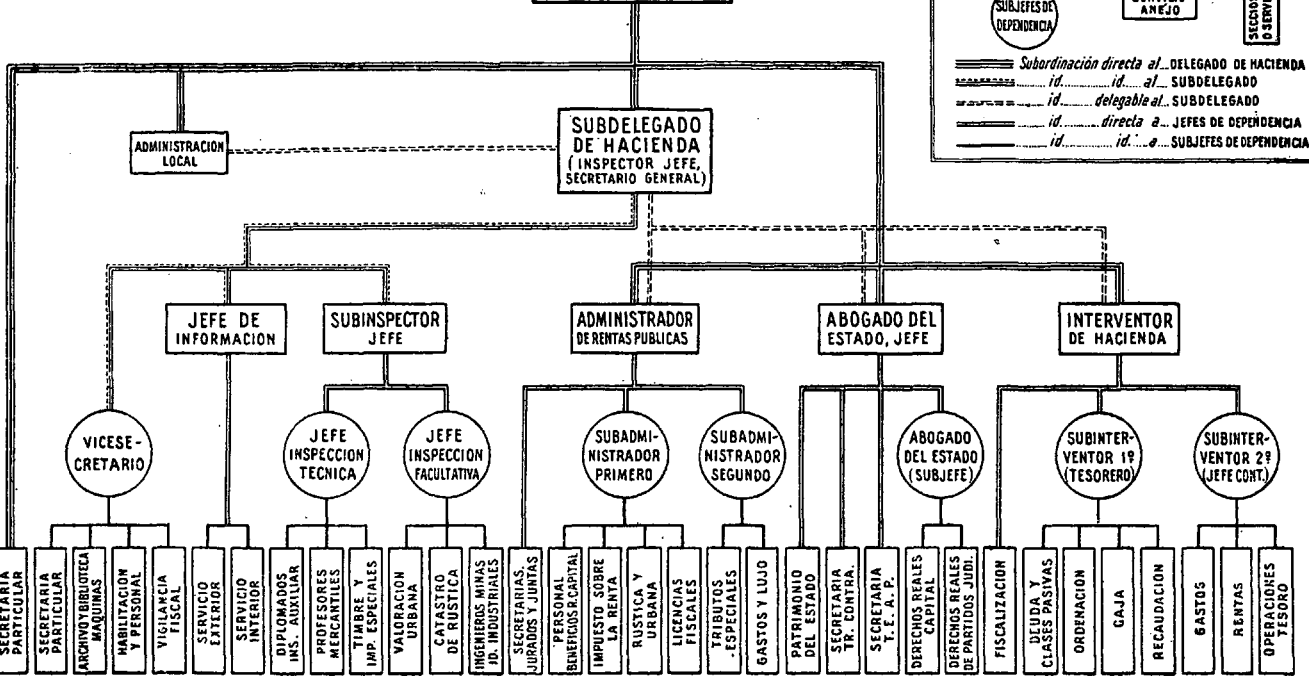 SUBJEFES DE
DEPENDENCIA
ANEJO
Subordinación directa al... DELEGADO DE HACIENDA
id. id. al SUBDELEGADO
id. delegable al SUBDELEGADO
id. directa a JEFES DE DEPENDENCIA
id. id. a SUBJEFES DE DEPENDENCIA
ADMINISTRACION
LOCAL
SUBDELEGADO
DE HACIENDA
(INSPECTOR JEFE,
SECRETARIO GENERAL)
JEFE DE
INFORMACION
SUBINSPECTOR
JEFE
ADMINISTRADOR
DE RENTAS PUBLICAS
ABOGADO DEL
ESTADO, JEFE
INTERVENTOR
DE HACIENDA
VICESE-
CRETARIO
JEFE
INSPECCION
TECNICA
JEFE
INSPECCION
FACULTATIVA
SUBADMI-
NISTRADOR
PRIMERO
SUBADMI-
NISTRADOR
SEGUNDO
ABOGADO
DEL ESTADO
(SUBJEFE)
SUBINTER-
VENTOR 1º
(TESORERO)
SUBINTER-
VENTOR 2º
(JEFE CONT.)
SECRETARIA
PARTICULAR
SECRETARIA
PARTICULAR
ARCHIVO Y BIBLIOTECA
MAQUINAS
HABILITACION
Y PERSONAL
VIGILANCIA
FISCAL
SERVICIO
EXTERIOR
SERVICIO
INTERIOR
DIPLOMADOS
INS. AUXILIAR
PROFESORES
MERCANTILES
TIMBRE Y
IMP. ESPECIALES
VALORACION
URBANA
CATASTRO
DE RUSTICA
INGENIEROS MINAS
ID. INDUSTRIALES
SECRETARIAS,
JURADOS Y JUNTAS
PERSONAL
BENEFICIOS.R.CAPITAL
IMPUESTO SOBRE
LA RENTA
RUSTICA Y
URBANA
LICENCIAS
FISCALES
TRIBUTOS
ESPECIALES
GASTOS Y LUJO
PATRIMONIO
DEL ESTADO
SECRETARIA
TR. CONTRA.
SECRETARIA
T. E. A. P.
DERECHOS REALES
CAPITAL
DERECHOS REALES
DE PARTIDOS JUDI.
FISCALIZACION
DEUDA Y
CLASES PASIVAS
ORDENACION
CAJA
RECAUDACION
GASTOS
RENTAS
OPERACIONES
TESORO